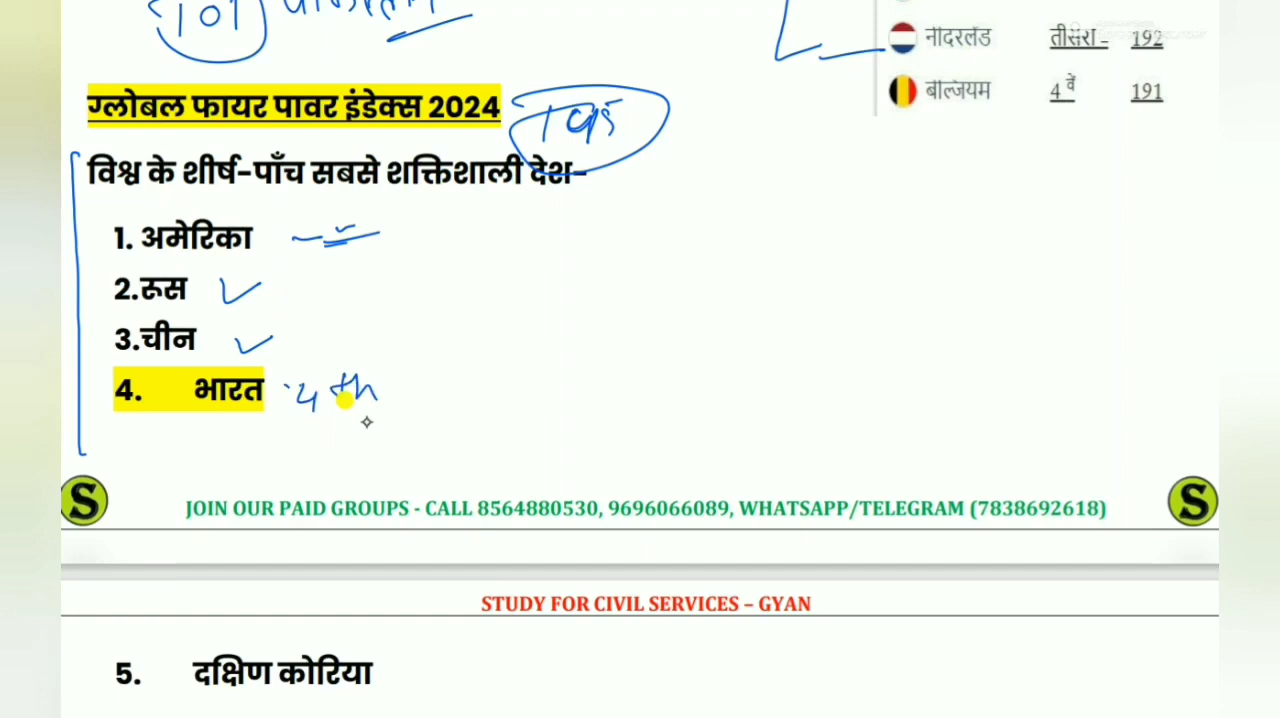 101
नीदरलैंड तीसरा - 192
बेल्जियम 4 वें 191
ग्लोबल फायर पावर इंडेक्स 2024
विश्व के शीर्ष-पाँच सबसे शक्तिशाली देश-
1. अमेरिका
2.रूस
3.चीन
4. भारत 4th
S JOIN OUR PAID GROUPS - CALL 8564880530, 9696066089, WHATSAPP/TELEGRAM (7838692618) S
STUDY FOR CIVIL SERVICES – GYAN
5. दक्षिण कोरिया